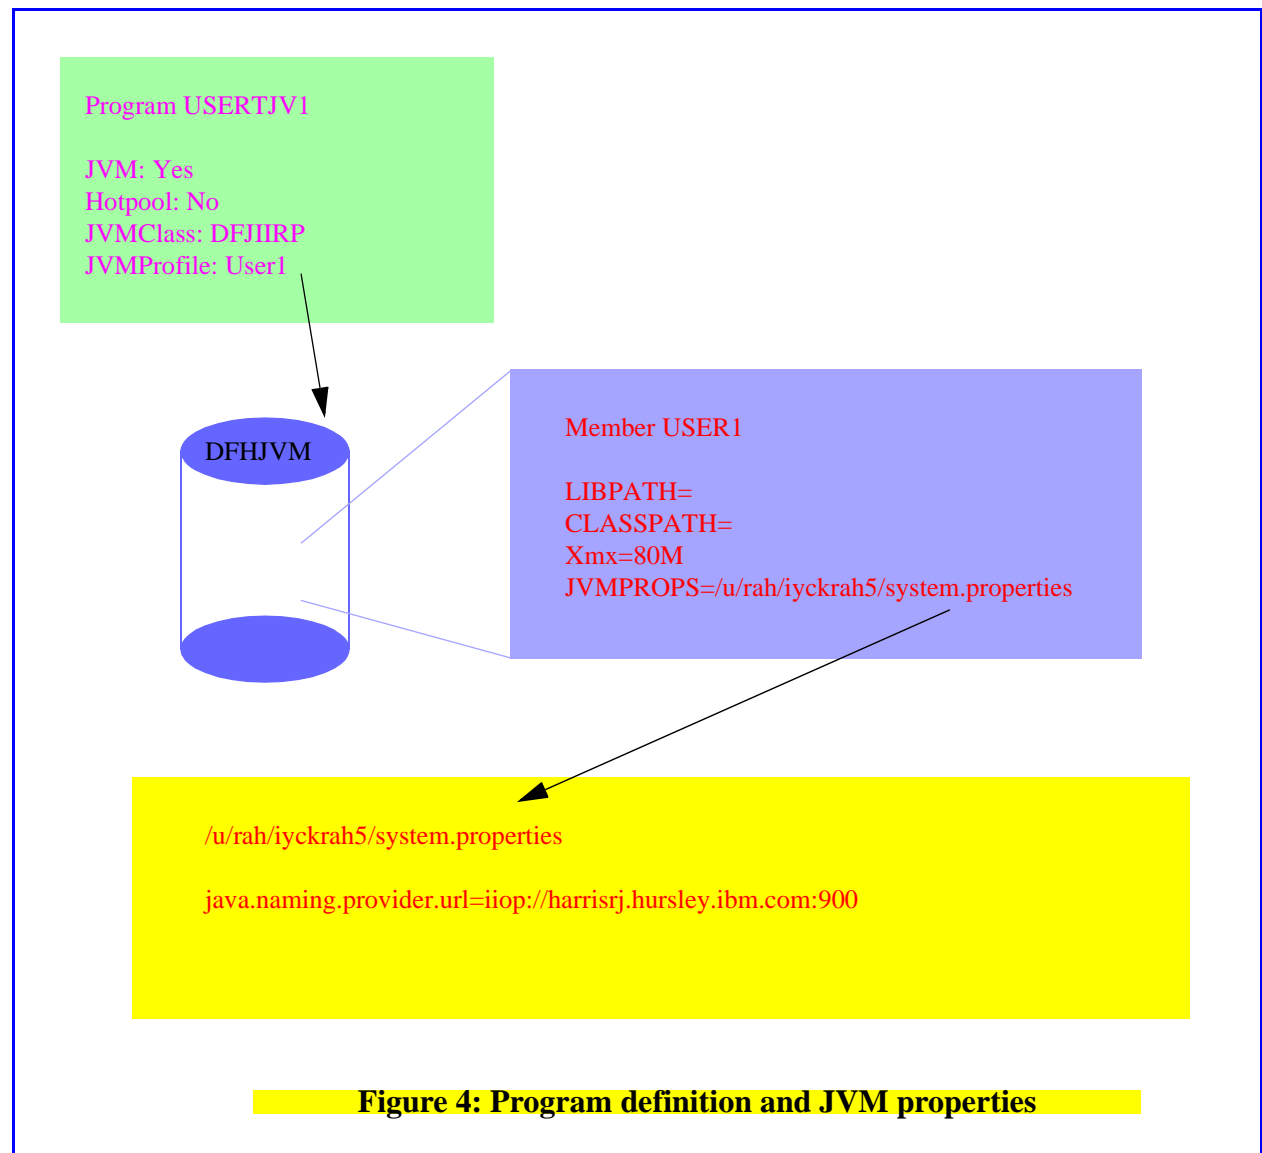 Program USERTJV1
JVM: Yes
Hotpool: No
JVMClass: DFJIIRP
JVMProfile: User1
DFHJVM
Member USER1
LIBPATH=
CLASSPATH=
Xmx=80M
JVMPROPS=/u/rah/iyckrah5/system.properties
/u/rah/iyckrah5/system.properties
java.naming.provider.url=iiop://harrisrj.hursley.ibm.com:900
Figure 4: Program definition and JVM properties